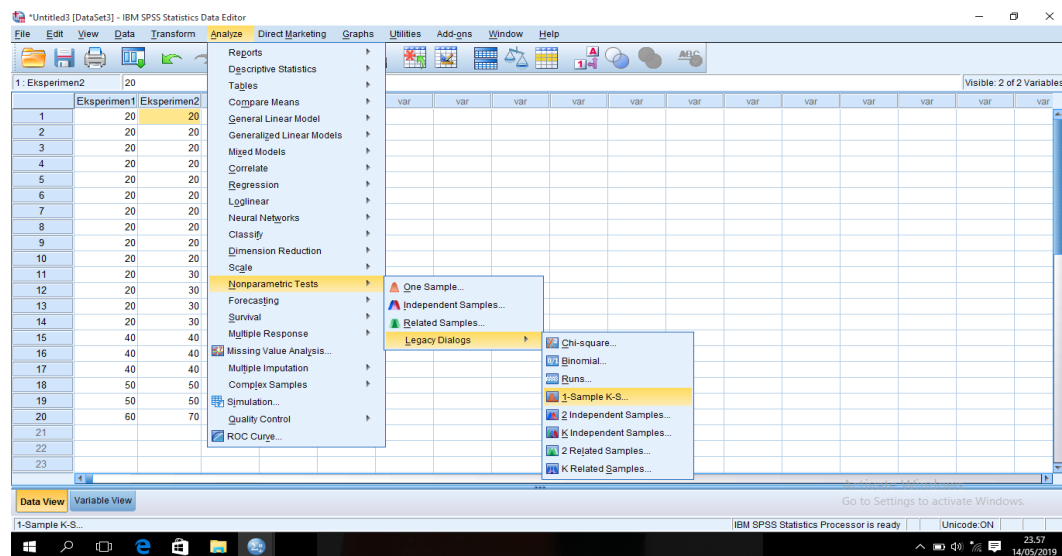 *Untitled3 [DataSet3] - IBM SPSS Statistics Data Editor
File Edit View Data Transform Analyze Direct Marketing Graphs Utilities Add-ons Window Help
1 : Eksperimen2 20 Visible: 2 of 2 Variables
Eksperimen1 Eksperimen2 var var var var var var var var var var
1 20 20
2 20 20
3 20 20
4 20 20
5 20 20
6 20 20
7 20 20
8 20 20
9 20 20
10 20 20
11 20 30
12 20 30
13 20 30
14 20 30
15 40 40
16 40 40
17 40 40
18 50 50
19 50 50
20 60 70
21
22
23
Reports
Descriptive Statistics
Tables
Compare Means
General Linear Model
Generalized Linear Models
Mixed Models
Correlate
Regression
Loglinear
Neural Networks
Classify
Dimension Reduction
Scale
Nonparametric Tests
Forecasting
Survival
Multiple Response
Missing Value Analysis...
Multiple Imputation
Complex Samples
Simulation...
Quality Control
ROC Curve...
One Sample...
Independent Samples...
Related Samples...
Legacy Dialogs
Chi-square...
Binomial...
Runs...
1-Sample K-S...
2 Independent Samples...
K Independent Samples...
2 Related Samples...
K Related Samples...
Data View Variable View
Go to Settings to activate Windows.
1-Sample K-S... IBM SPSS Statistics Processor is ready Unicode:ON
23.57
14/05/2019